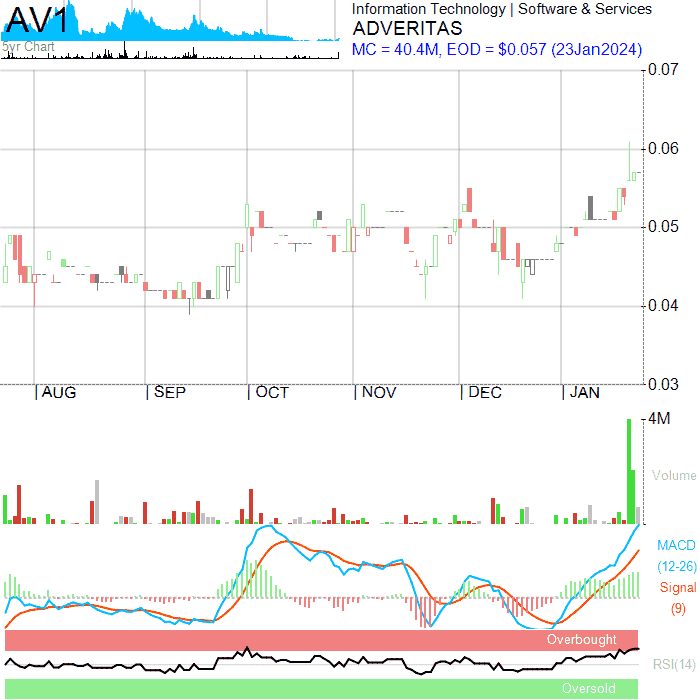 AV1
5yr Chart
Information Technology | Software & Services
ADVERITAS
MC = 40.4M, EOD = $0.057 (23Jan2024)
0.07
0.06
0.05
0.04
0.03
|AUG |SEP |OCT |NOV |DEC |JAN
4M
Volume
MACD
(12-26)
Signal
(9)
Overbought
RSI(14)
Oversold